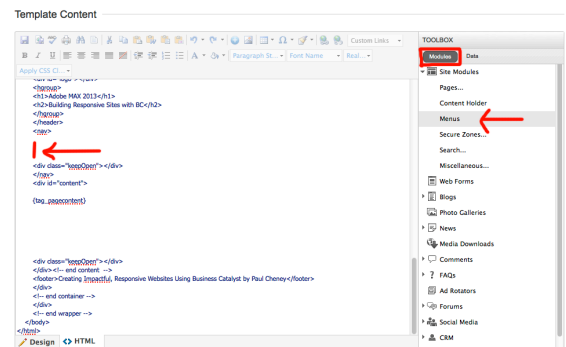 Template Content
Custom Links
TOOLBOX
B I U
Paragraph St...
Font Name
Real...
Modules
Data
Apply CSS Cl...
Site Modules
<div id="logo"></div>
<hgroup>
<h1>Adobe MAX 2013</h1>
<h2>Building Responsive Sites with BC</h2>
</hgroup>
</header>
<nav>
<div class="keepOpen"></div>
</nav>
<div id="content">
{tag_pagecontent}
<div class="keepOpen"></div>
</div><!-- end content -->
<footer>Creating Impactful, Responsive Websites Using Business Catalyst by Paul Cheney</footer>
</div>
<!-- end container -->
</div>
<!-- end wrapper -->
</body>
</html>
Design
HTML
Pages...
Content Holder
Menus
Secure Zones...
Search...
Miscellaneous...
Web Forms
Blogs
Photo Galleries
News
Media Downloads
Comments
? FAQs
Ad Rotators
Forums
Social Media
CRM